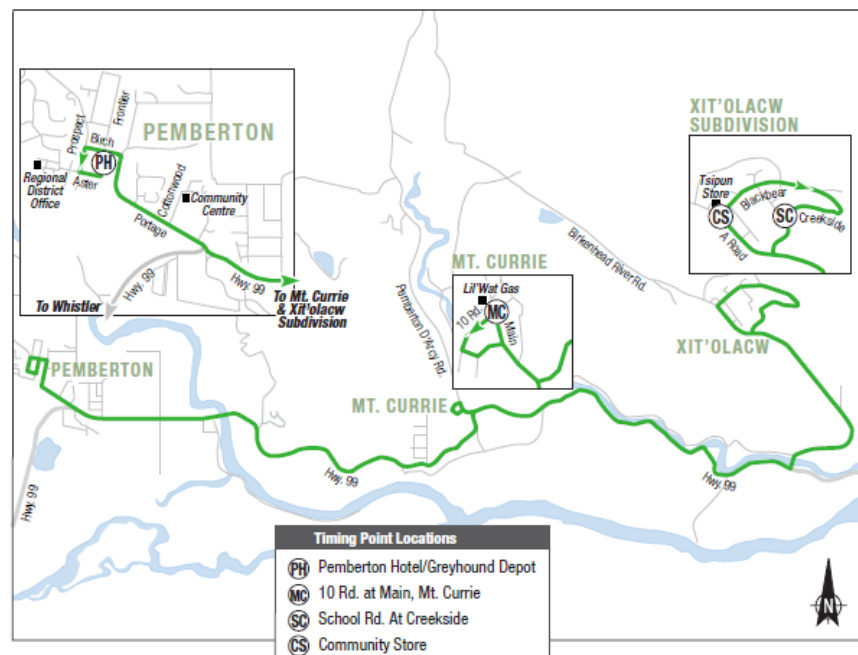 PEMBERTON
Prospect
Birch
Frontier
PH
Regional
District
Office
Aster
Cottonwood
Community
Centre
Portage
Hwy. 99
Hwy. 99
To Whistler
To Mt. Currie
& Xit'olacw
Subdivision
XIT'OLACW
SUBDIVISION
Tsipun
Store
Blackbear
CS
SC
Creekside
A Road
MT. CURRIE
Lil'Wat Gas
10 Rd.
MC
Main
Birkenhead River Rd.
Pemberton D'Arcy Rd.
XIT'OLACW
PEMBERTON
MT. CURRIE
Hwy. 99
Hwy. 99
Hwy. 99
Timing Point Locations
PH Pemberton Hotel/Greyhound Depot
MC 10 Rd. at Main, Mt. Currie
SC School Rd. At Creekside
CS Community Store
N